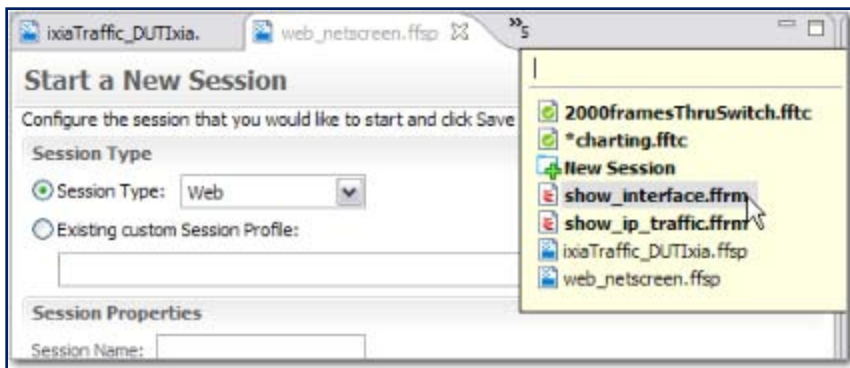 ixiaTraffic_DUTIxia.
web_netscreen.ffsp
»5
Start a New Session
Configure the session that you would like to start and click Save
Session Type
Session Type: Web
Existing custom Session Profile:
Session Properties
Session Name:
2000framesThruSwitch.fftc
*charting.fftc
New Session
show_interface.ffrm
show_ip_traffic.ffrm
ixiaTraffic_DUTIxia.ffsp
web_netscreen.ffsp